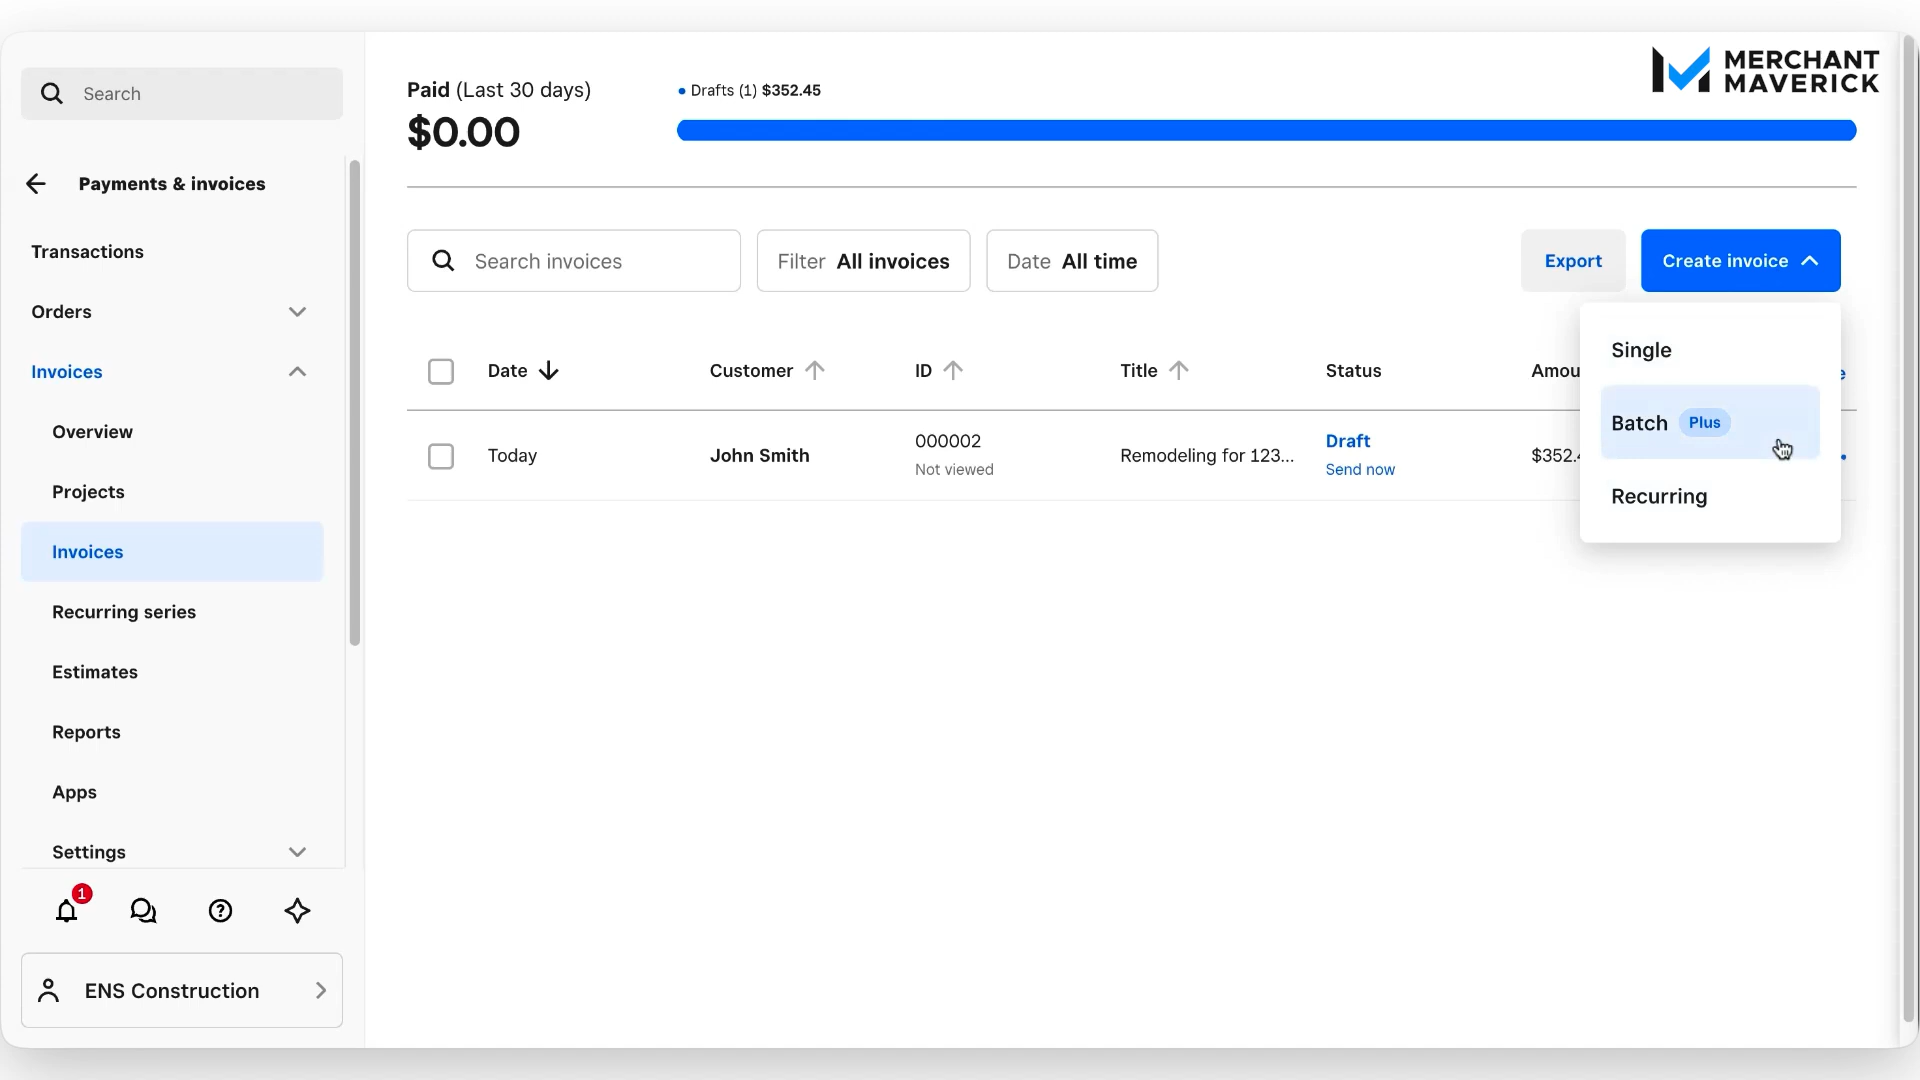 Search
Payments & invoices
Transactions
Orders
Invoices
Overview
Projects
Invoices
Recurring series
Estimates
Reports
Apps
Settings
1
ENS Construction
Paid (Last 30 days)
$0.00
Drafts (1) $352.45
MERCHANT
MAVERICK
Search invoices
Filter All invoices
Date All time
Export
Create invoice
Single
Batch Plus
Recurring
Date
Customer
ID
Title
Status
Amou
Today
John Smith
000002
Not viewed
Remodeling for 123...
Draft
Send now
$352.4